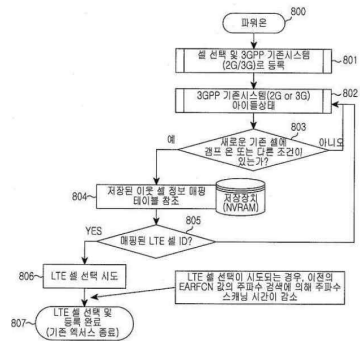 800
파워온
셀 선택 및 3GPP 기존시스템
(2G/3G)로 등록
801
3GPP 기존시스템(2G or 3G)
아이들상태
802
803
새로운 기존 셀에
캠프 온 또는 다른 조건이
있는가?
예
아니오
804
저장된 이웃 셀 정보 매핑
테이블 참조
저장장치
(NVRAM)
805
YES
매핑된 LTE 셀 ID?
806
LTE 셀 선택 시도
LTE 셀 선택이 시도되는 경우, 이전의
EARFCN 값의 주파수 검색에 의해 주파수
스캐닝 시간이 감소
807
LTE 셀 선택 및
등록 완료
(기존 엑서스 종료)